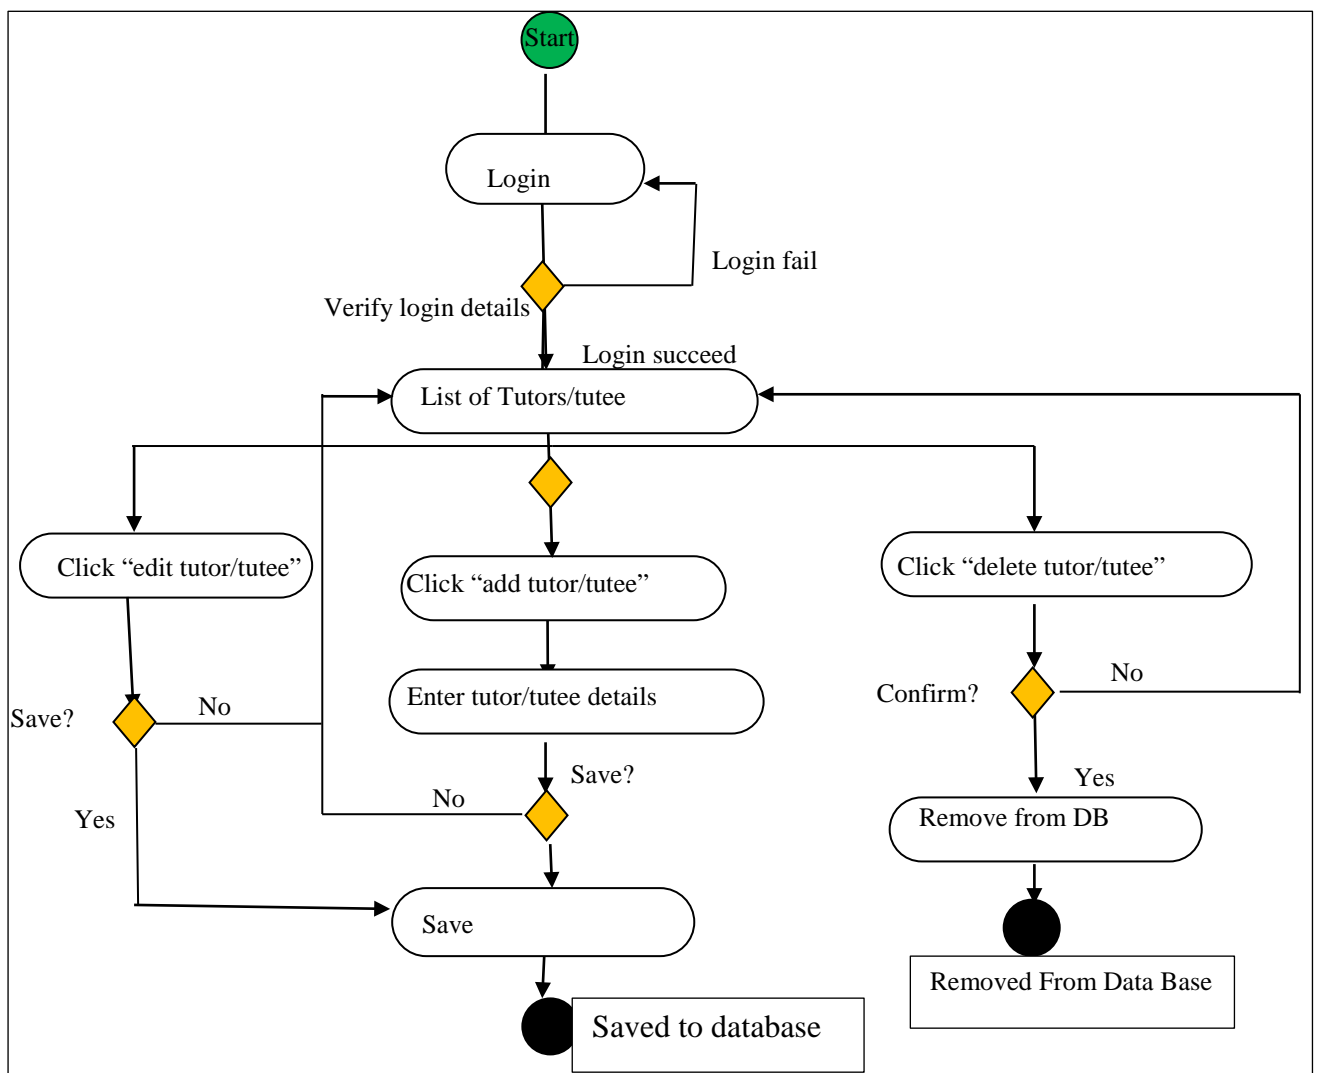 Start
Login
Login fail
Verify login details
Login succeed
List of Tutors/tutee
Click “edit tutor/tutee”
Click “add tutor/tutee”
Click “delete tutor/tutee”
Enter tutor/tutee details
Save?
No
Confirm?
No
Save?
No
Yes
Yes
Remove from DB
Save
Removed From Data Base
Saved to database